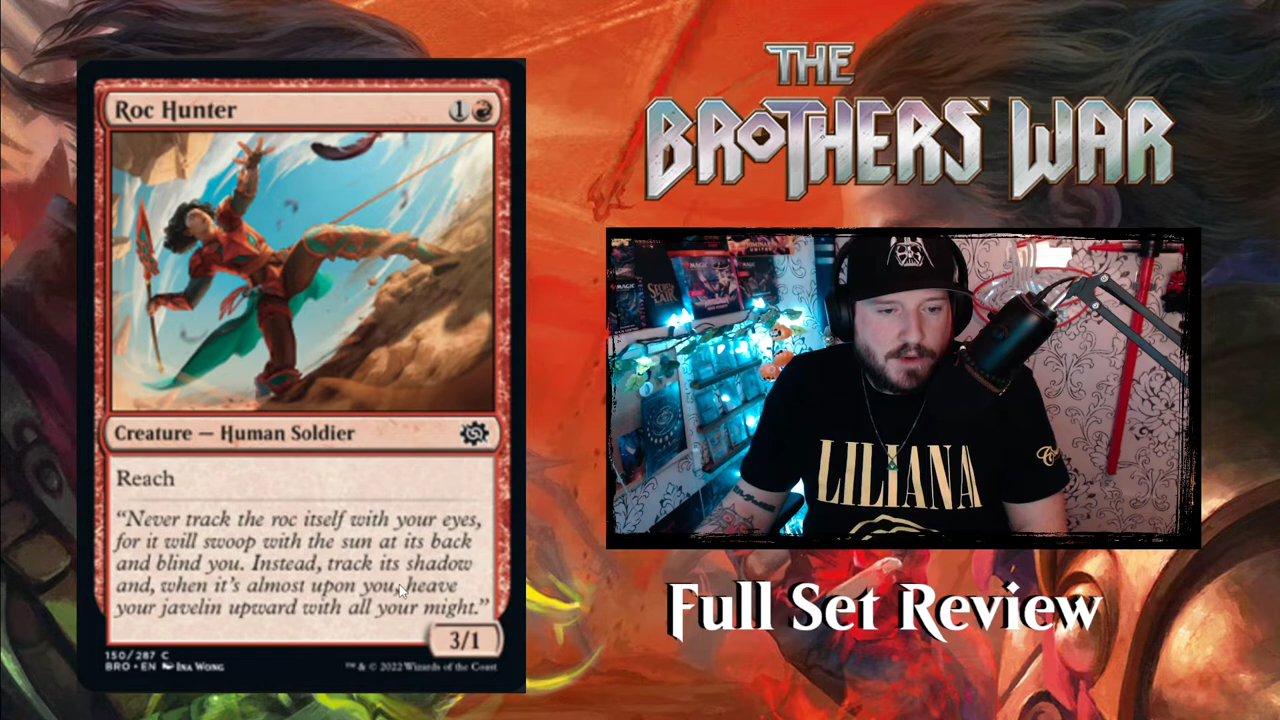 Roc Hunter
1
Creature — Human Soldier
Reach
“Never track the roc itself with your eyes,
for it will swoop with the sun at its back
and blind you. Instead, track its shadow
and, when it’s almost upon you, heave
your javelin upward with all your might.”
3/1
150/287 C
BRO • EN INA WONG
™ & © 2022 Wizards of the Coast
THE
BROTHERS' WAR
MAGIC
LILIANA
Full Set Review